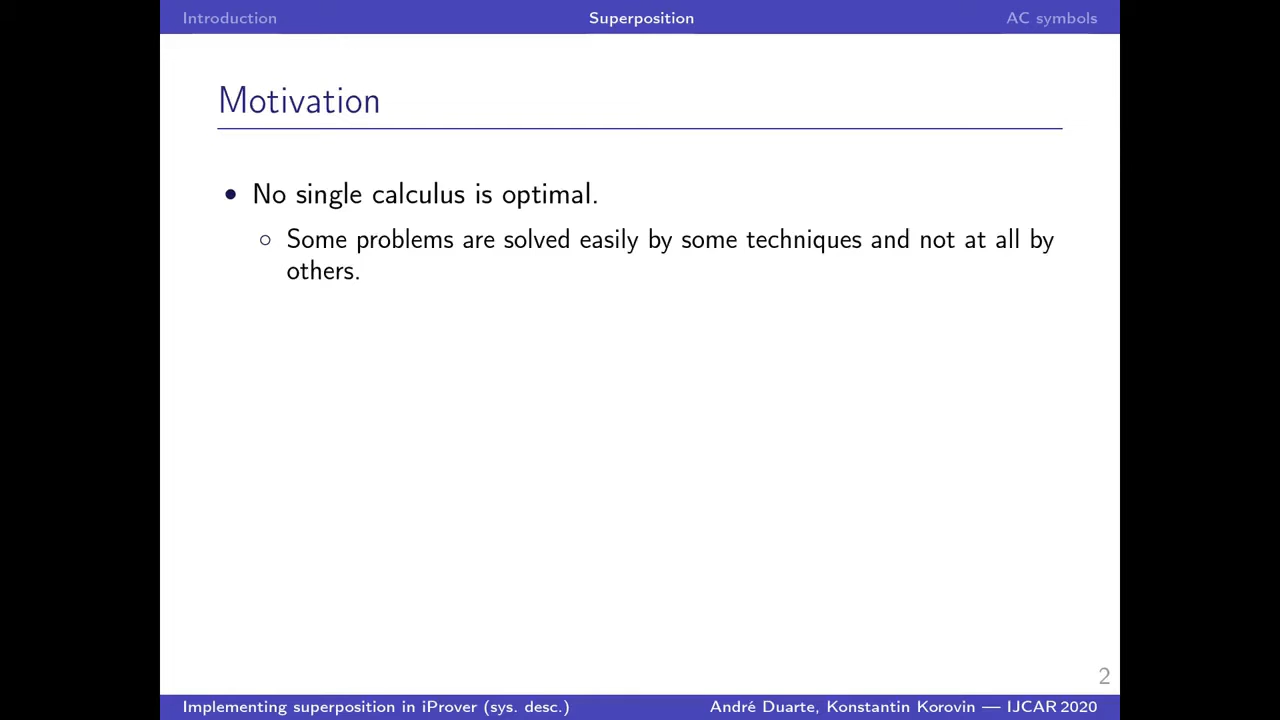 Introduction Superposition AC symbols
Motivation
• No single calculus is optimal.
○ Some problems are solved easily by some techniques and not at all by
others.
2
Implementing superposition in iProver (sys. desc.) André Duarte, Konstantin Korovin — IJCAR 2020